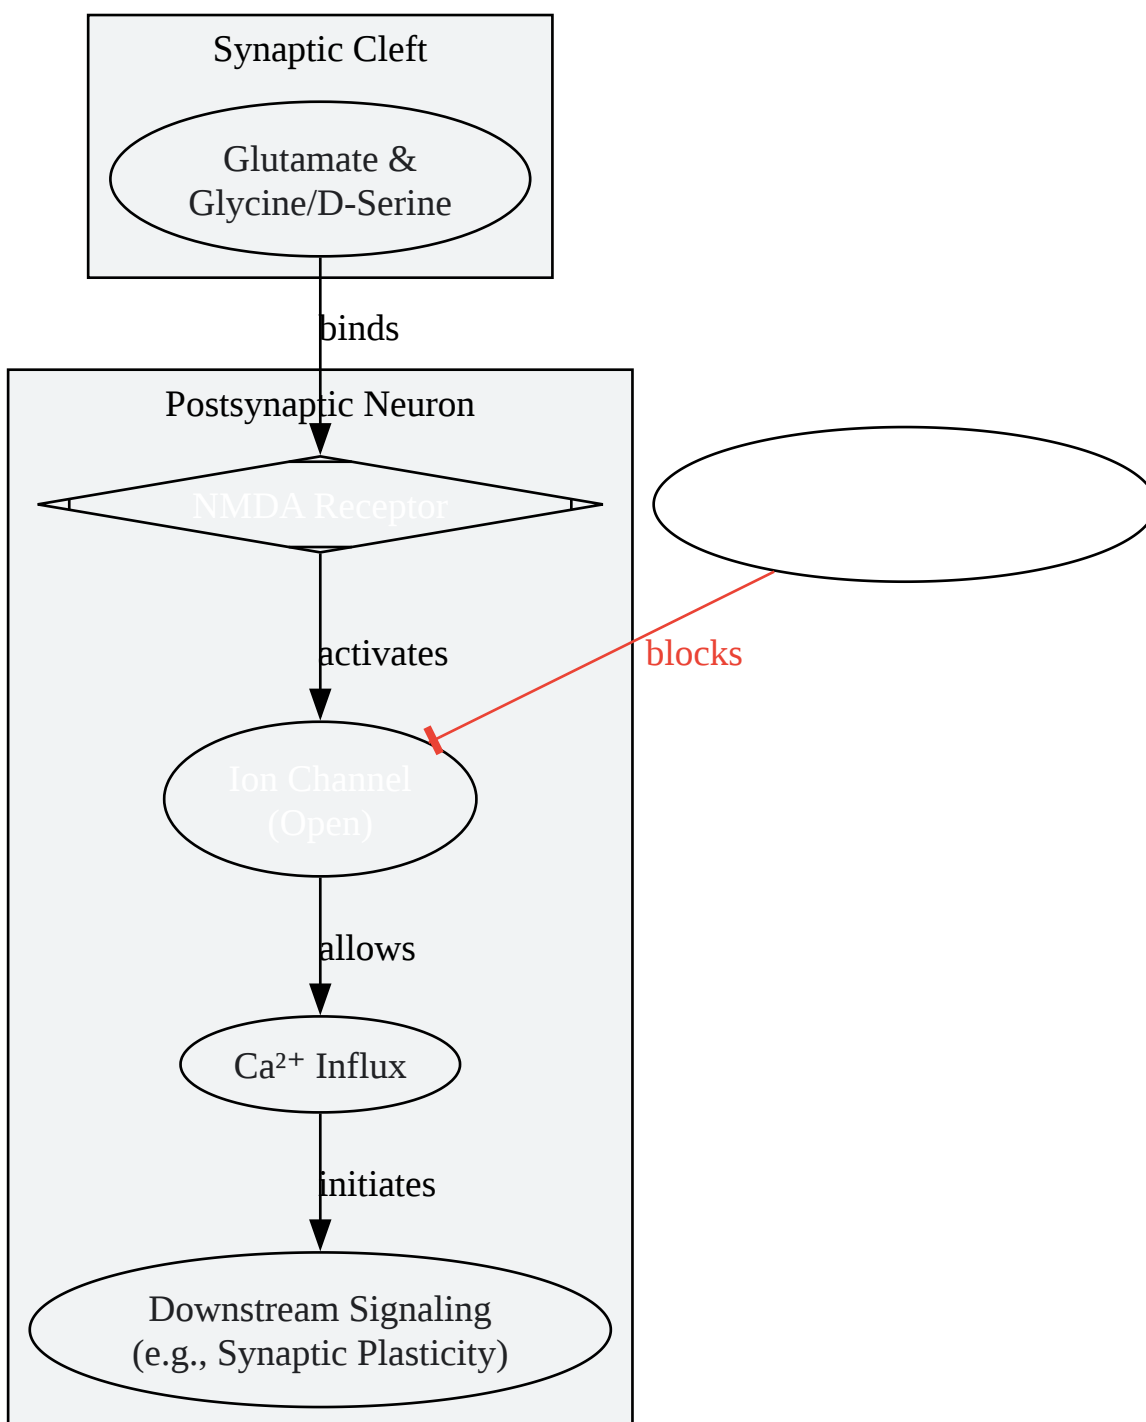 Synaptic Cleft
Glutamate &
Glycine/D-Serine
binds
Postsynaptic Neuron
NMDA Receptor
activates
blocks
Ion Channel
(Open)
allows
Ca²⁺ Influx
initiates
Downstream Signaling
(e.g., Synaptic Plasticity)